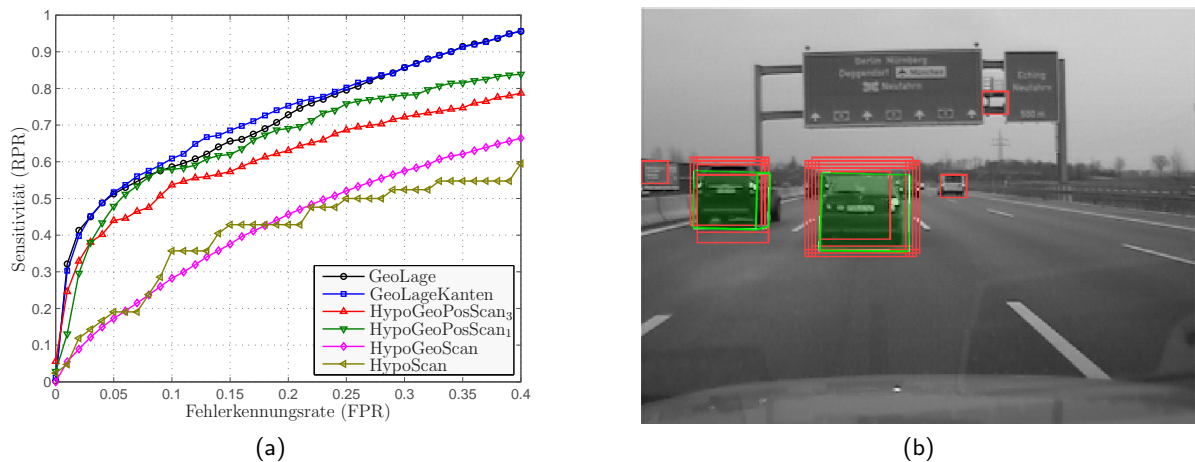 1
0.9
0.8
0.7
0.6
0.5
0.4
0.3
0.2
0.1
0
Sensitivität (RPR)
GeoLage
GeoLageKanten
HypoGeoPosScan₃
HypoGeoPosScan₁
HypoGeoScan
HypoScan
0 0.05 0.1 0.15 0.2 0.25 0.3 0.35 0.4
Fehlerkennungsrate (FPR)
(a)
Berlin Nürnberg
Deggendorf München
Neufahrn
Eching
Neufahrn
500 m
(b)